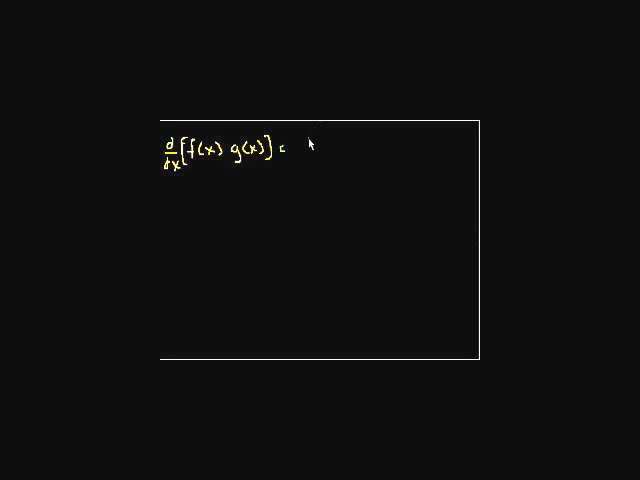 d/dx [f(x) g(x)] =